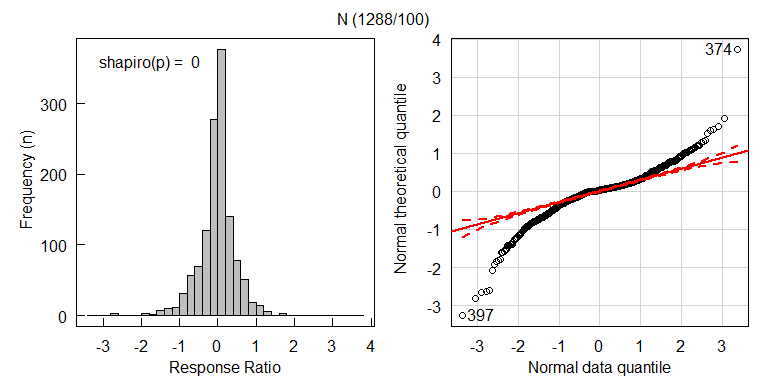 N (1288/100)
shapiro(p) = 0
Frequency (n)
300
200
100
0
-3 -2 -1 0 1 2 3 4
Response Ratio
374
397
Normal theoretical quantile
4
3
2
1
0
-1
-2
-3
-3 -2 -1 0 1 2 3
Normal data quantile